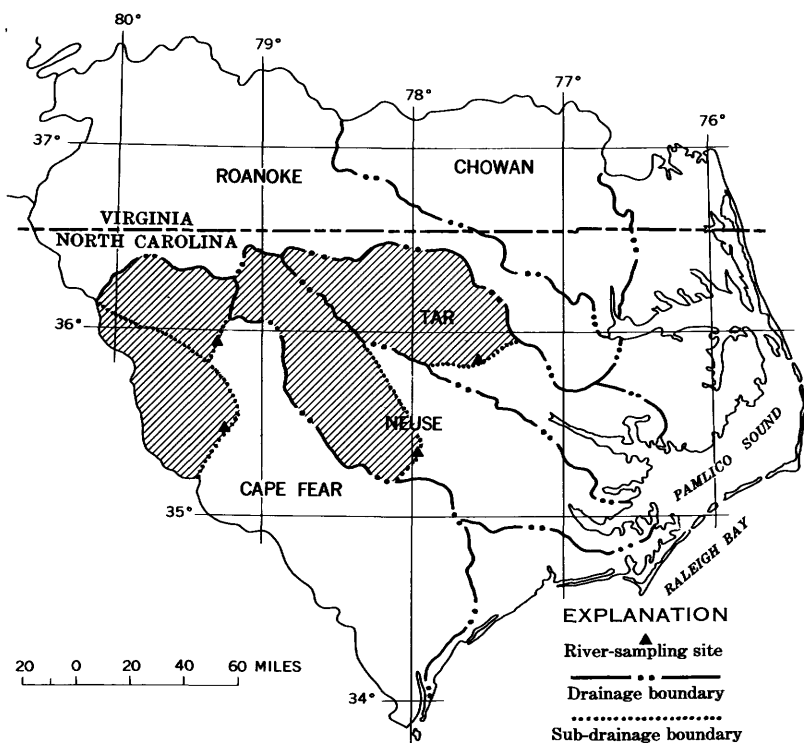 80°
79°
78°
77°
76°
37°
ROANOKE
CHOWAN
VIRGINIA
NORTH CAROLINA
36°
TAR
NEUSE
CAPE FEAR
PAMLICO SOUND
35°
RALEIGH BAY
EXPLANATION
River-sampling site
20 0 20 60 MILES
Drainage boundary
34°
Sub-drainage boundary